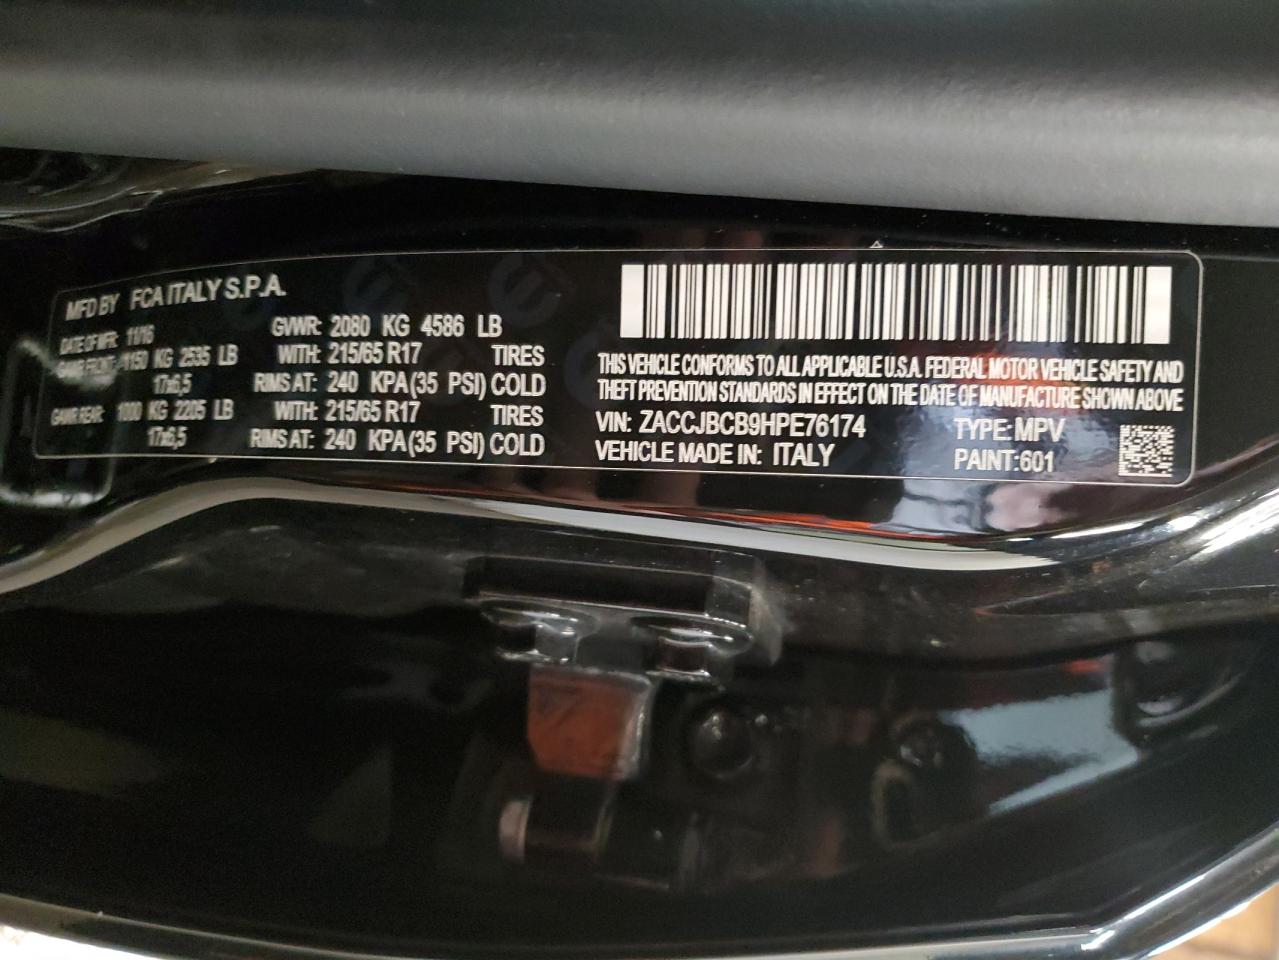 MFD BY FCA ITALY S.P.A.
DATE OF MFR: 11/16 GVWR: 2080 KG 4586 LB
GAWR FRONT: 1150 KG 2535 LB WITH: 215/65 R17 TIRES
17x6,5 RIMS AT: 240 KPA(35 PSI) COLD
GAWR REAR: 1000 KG 2205 LB WITH: 215/65 R17 TIRES
17x6,5 RIMS AT: 240 KPA(35 PSI) COLD
THIS VEHICLE CONFORMS TO ALL APPLICABLE U.S.A. FEDERAL MOTOR VEHICLE SAFETY AND
THEFT PREVENTION STANDARDS IN EFFECT ON THE DATE OF MANUFACTURE SHOWN ABOVE
VIN: ZACCJBCB9HPE76174 TYPE: MPV
VEHICLE MADE IN: ITALY PAINT:601